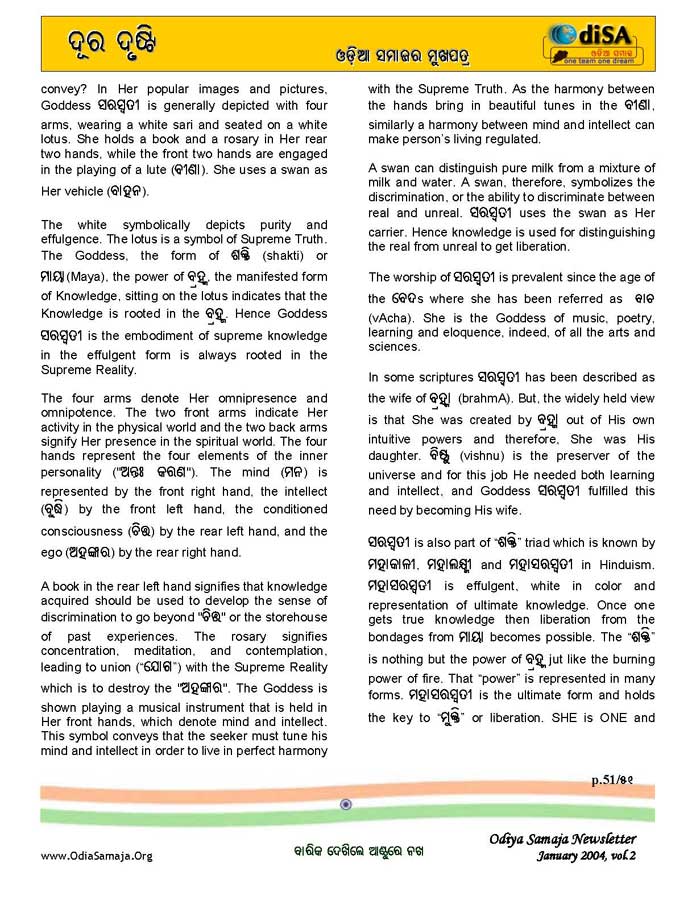 ଦୂର ଦୃଷ୍ଟି
ଓଡ଼ିଆ ସମାଜର ମୁଖପତ୍ର
OdiSA
ଓଡ଼ିଆ ସମାଜ
one team one dream
convey? In Her popular images and pictures,
Goddess ସରସ୍ୱତୀ is generally depicted with four
arms, wearing a white sari and seated on a white
lotus. She holds a book and a rosary in Her rear
two hands, while the front two hands are engaged
in the playing of a lute (ବୀଣା). She uses a swan as
Her vehicle (ବାହନ).
The white symbolically depicts purity and
effulgence. The lotus is a symbol of Supreme Truth.
The Goddess, the form of ଶକ୍ତି (shakti) or
ମାୟା(Maya), the power of ବ୍ରହ୍ମ, the manifested form
of Knowledge, sitting on the lotus indicates that the
Knowledge is rooted in the ବ୍ରହ୍ମ. Hence Goddess
ସରସ୍ୱତୀ is the embodiment of supreme knowledge
in the effulgent form is always rooted in the
Supreme Reality.
The four arms denote Her omnipresence and
omnipotence. The two front arms indicate Her
activity in the physical world and the two back arms
signify Her presence in the spiritual world. The four
hands represent the four elements of the inner
personality ("ଅନ୍ତଃ କରଣ"). The mind (ମନ) is
represented by the front right hand, the intellect
(ବୁଦ୍ଧି) by the front left hand, the conditioned
consciousness (ଚିତ୍ତ) by the rear left hand, and the
ego (ଅହଙ୍କାର) by the rear right hand.
A book in the rear left hand signifies that knowledge
acquired should be used to develop the sense of
discrimination to go beyond "ଚିତ୍ତ" or the storehouse
of past experiences. The rosary signifies
concentration, meditation, and contemplation,
leading to union ("ଯୋଗ") with the Supreme Reality
which is to destroy the "ଅହଙ୍କାର". The Goddess is
shown playing a musical instrument that is held in
Her front hands, which denote mind and intellect.
This symbol conveys that the seeker must tune his
mind and intellect in order to live in perfect harmony
with the Supreme Truth. As the harmony between
the hands bring in beautiful tunes in the ବୀଣା,
similarly a harmony between mind and intellect can
make person's living regulated.
A swan can distinguish pure milk from a mixture of
milk and water. A swan, therefore, symbolizes the
discrimination, or the ability to discriminate between
real and unreal. ସରସ୍ୱତୀ uses the swan as Her
carrier. Hence knowledge is used for distinguishing
the real from unreal to get liberation.
The worship of ସରସ୍ୱତୀ is prevalent since the age of
the ବେଦs where she has been referred as ବାଚ
(vAcha). She is the Goddess of music, poetry,
learning and eloquence, indeed, of all the arts and
sciences.
In some scriptures ସରସ୍ୱତୀ has been described as
the wife of ବ୍ରହ୍ମା (brahmA). But, the widely held view
is that She was created by ବ୍ରହ୍ମା out of His own
intuitive powers and therefore, She was His
daughter. ବିଷ୍ଣୁ (vishnu) is the preserver of the
universe and for this job He needed both learning
and intellect, and Goddess ସରସ୍ୱତୀ fulfilled this
need by becoming His wife.
ସରସ୍ୱତୀ is also part of "ଶକ୍ତି" triad which is known by
ମହାକାଳୀ, ମହାଲକ୍ଷ୍ମୀ and ମହାସରସ୍ୱତୀ in Hinduism.
ମହାସରସ୍ୱତୀ is effulgent, white in color and
representation of ultimate knowledge. Once one
gets true knowledge then liberation from the
bondages from ମାୟା becomes possible. The "ଶକ୍ତି"
is nothing but the power of ବ୍ରହ୍ମ jut like the burning
power of fire. That "power" is represented in many
forms. ମହାସରସ୍ୱତୀ is the ultimate form and holds
the key to "ମୁକ୍ତି" or liberation. SHE is ONE and
p.51/୫୧
www.OdiaSamaja.Org
ବାରିକ ଦେଖିଲେ ଆଣ୍ଠୁରେ ନଖ
Odiya Samaja Newsletter
January 2004, vol.2